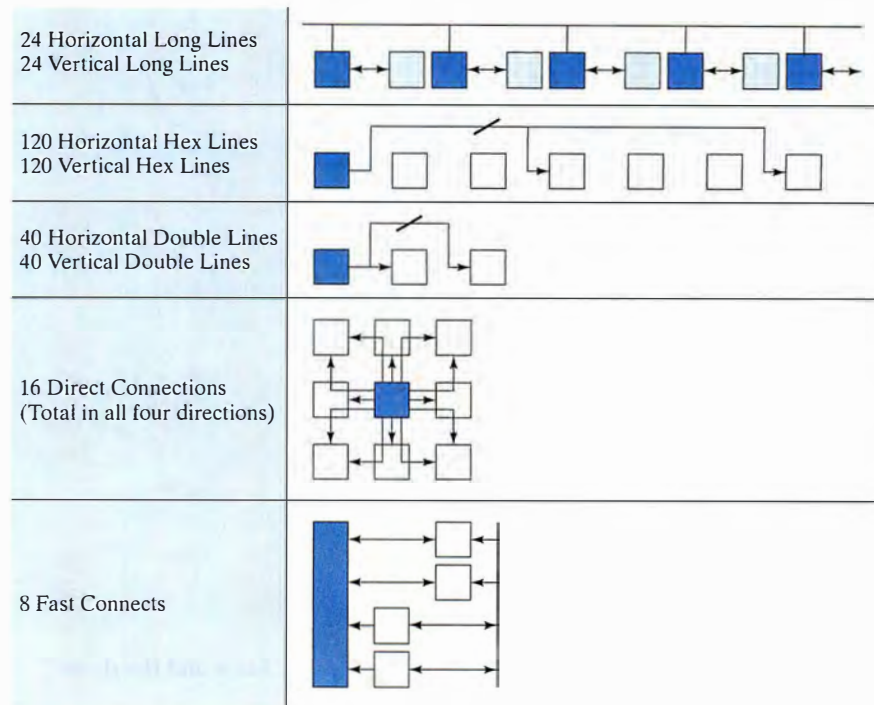 24 Horizontal Long Lines
24 Vertical Long Lines
120 Horizontal Hex Lines
120 Vertical Hex Lines
40 Horizontal Double Lines
40 Vertical Double Lines
16 Direct Connections
(Total in all four directions)
8 Fast Connects